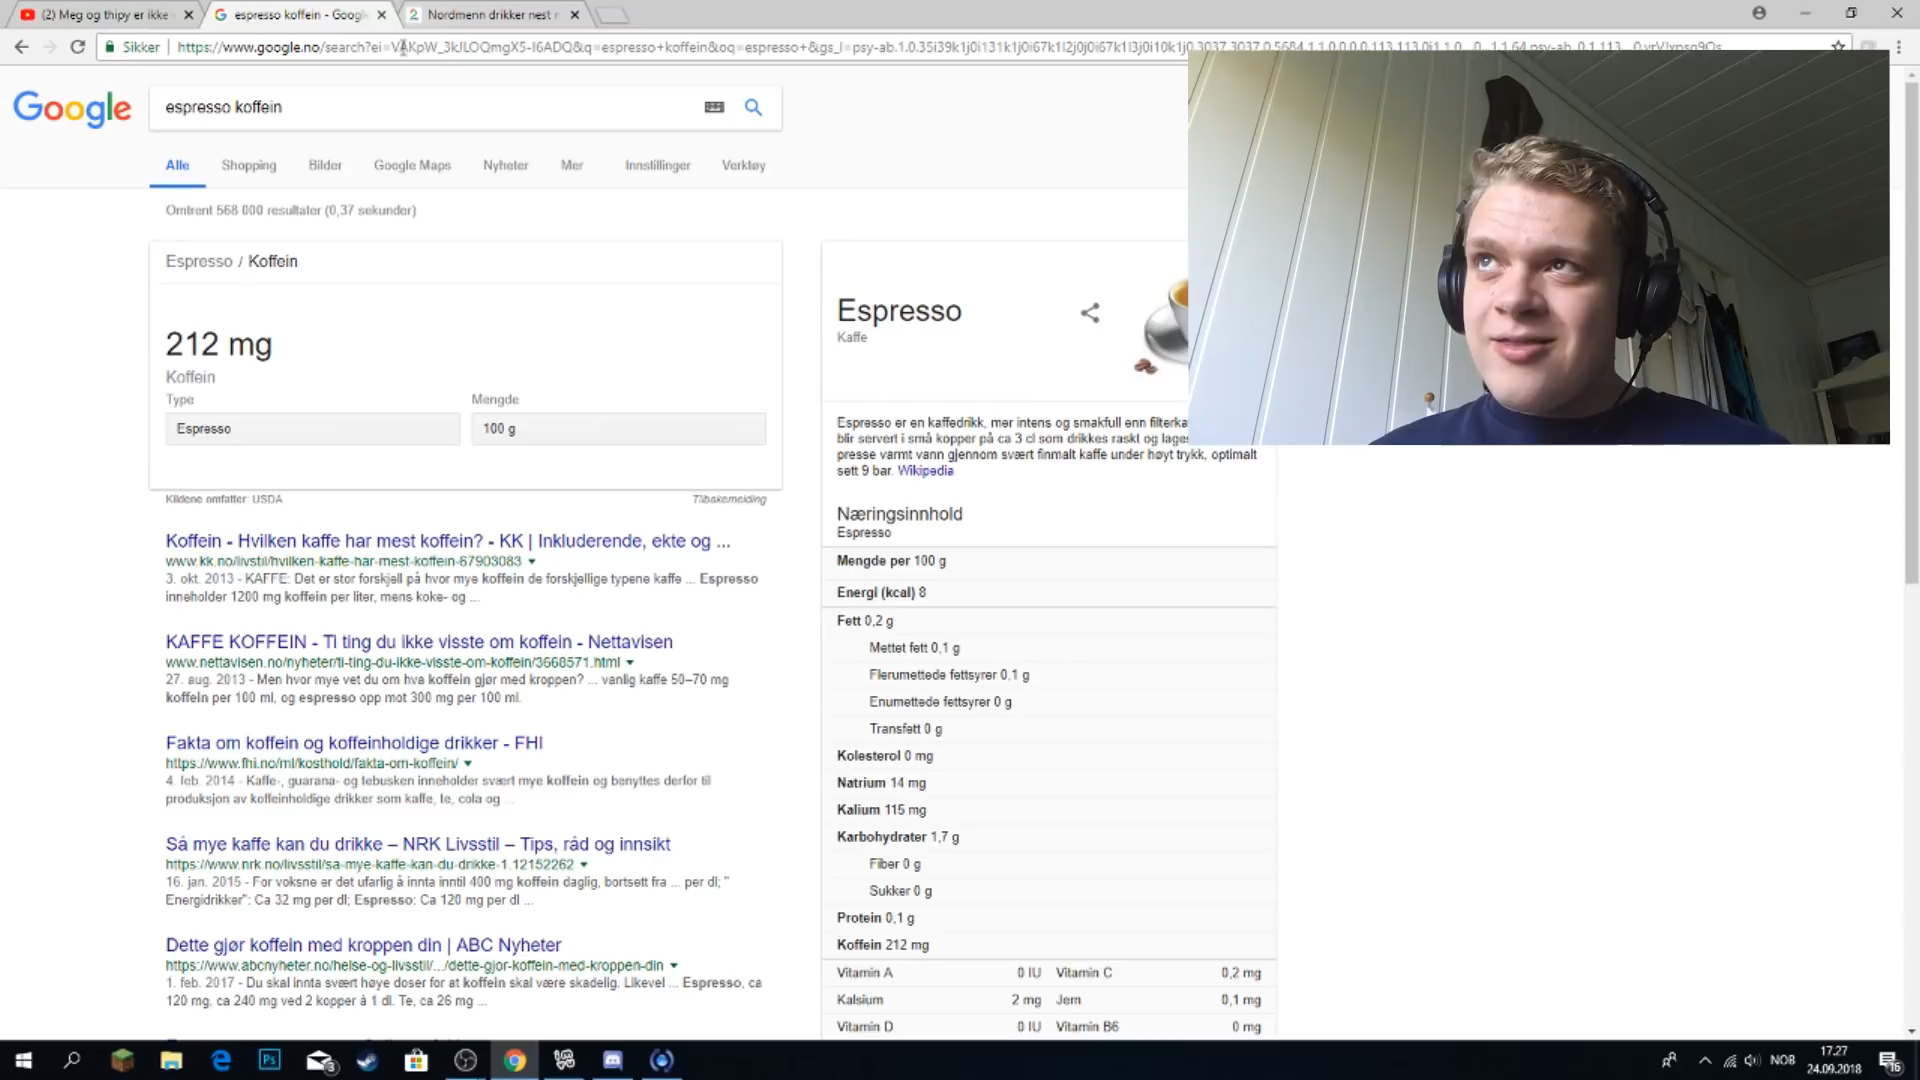 (2) Meg og thipy er ikke
espresso koffein - Goog
Nordmenn drikker nest
Sikker
Google
espresso koffein
Alle
Shopping
Bilder
Google Maps
Nyheter
Mer
Innstillinger
Verktøy
Omtrent 568 000 resultater (0,37 sekunder)
Espresso / Koffein
212 mg
Koffein
Type
Mengde
Espresso
100 g
Kildene omfatter: USDA
Tilbakemelding
Koffein - Hvilken kaffe har mest koffein? - KK | Inkluderende, ekte og ...
www.kk.no/livstil/hvilken-kaffe-har-mest-koffein-67903083
3. okt. 2013 - KAFFE: Det er stor forskjell på hvor mye koffein de forskjellige typene kaffe ... Espresso
inneholder 1200 mg koffein per liter, mens koke- og ...
KAFFE KOFFEIN - Ti ting du ikke visste om koffein - Nettavisen
www.nettavisen.no/nyheter/ti-ting-du-ikke-visste-om-koffein/3668571.html
27. aug. 2013 - Men hvor mye vet du om hva koffein gjør med kroppen? ... vanlig kaffe 50–70 mg
koffein per 100 ml, og espresso opp mot 300 mg per 100 ml.
Fakta om koffein og koffeinholdige drikker - FHI
https://www.fhi.no/ml/kosthold/fakta-om-koffein/
4. feb. 2014 - Kaffe-, guarana- og tebusken inneholder svært mye koffein og benyttes derfor til
produksjon av koffeinholdige drikker som kaffe, te, cola og ...
Så mye kaffe kan du drikke – NRK Livsstil – Tips, råd og innsikt
https://www.nrk.no/livsstil/sa-mye-kaffe-kan-du-drikke-1.12152262
16. jan. 2015 - For voksne er det ufarlig å innta inntil 400 mg koffein daglig, bortsett fra ... per dl; "
Energidrikker": Ca 32 mg per dl; Espresso: Ca 120 mg per dl ...
Dette gjør koffein med kroppen din | ABC Nyheter
https://www.abcnyheter.no/helse-og-livsstil/.../dette-gjor-koffein-med-kroppen-din
1. feb. 2017 - Du skal innta svært høye doser for at koffein skal være skadelig. Likevel ... Espresso, ca
120 mg, ca 240 mg ved 2 kopper à 1 dl. Te, ca 26 mg ...
Espresso
Kaffe
Espresso er en kaffedrikk, mer intens og smakfull enn filterka
blir servert i små kopper på ca 3 cl som drikkes raskt og lages
presse varmt vann gjennom svært finmalt kaffe under høyt trykk, optimalt
sett 9 bar. Wikipedia
Næringsinnhold
Espresso
Mengde per 100 g
Energi (kcal) 8
Fett 0,2 g
Mettet fett 0,1 g
Flerumettede fettsyrer 0,1 g
Enumettede fettsyrer 0 g
Transfett 0 g
Kolesterol 0 mg
Natrium 14 mg
Kalium 115 mg
Karbohydrater 1,7 g
Fiber 0 g
Sukker 0 g
Protein 0,1 g
Koffein 212 mg
Vitamin A 0 IU Vitamin C 0,2 mg
Kalsium 2 mg Jern 0,1 mg
Vitamin D 0 IU Vitamin B6 0 mg
NOB
17.27
24.09.2018